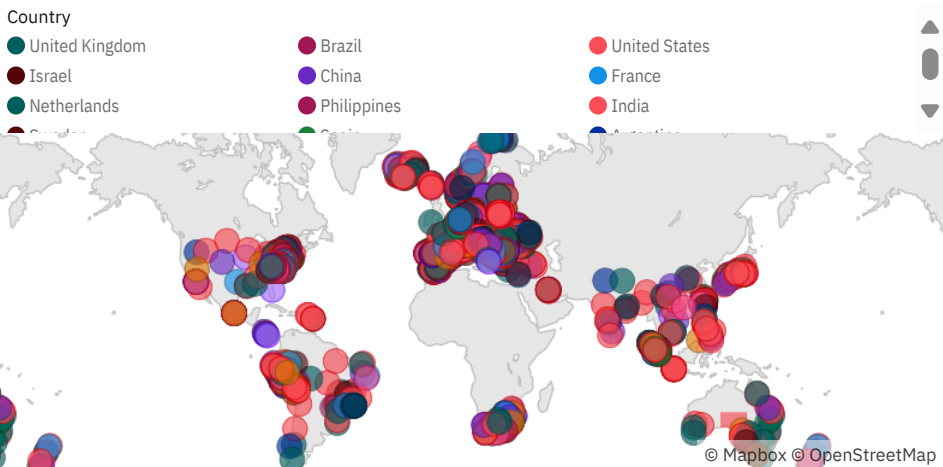 Country
United Kingdom Brazil United States
Israel China France
Netherlands Philippines India
© Mapbox © OpenStreetMap